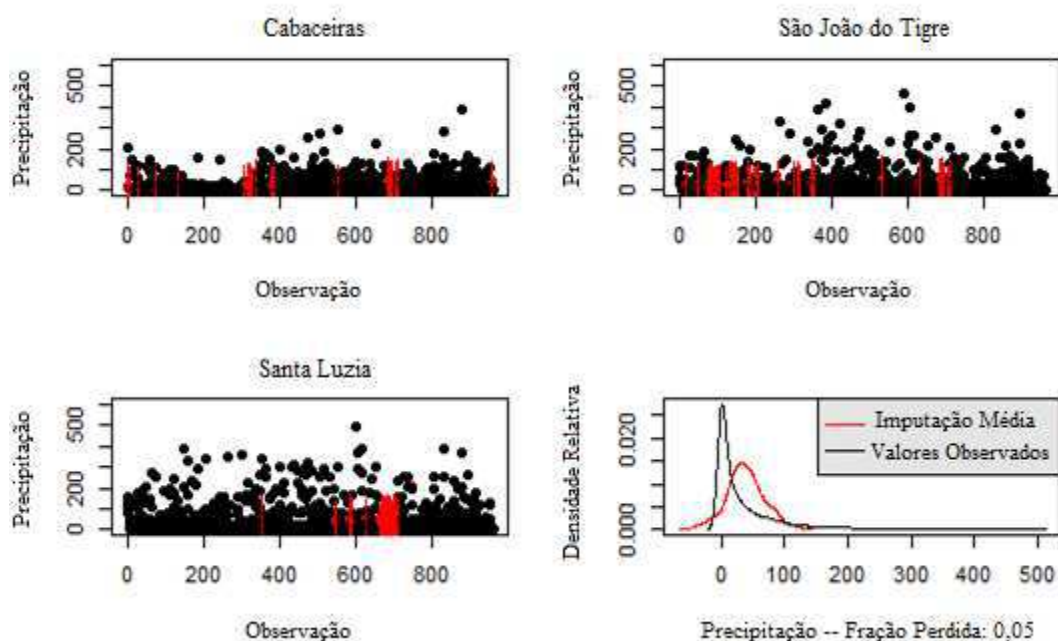 Cabaceiras
Precipitação
0 200 500
0 200 400 600 800
Observação
São João do Tigre
Precipitação
0 200 500
0 200 400 600 800
Observação
Santa Luzia
Precipitação
0 200 500
0 200 400 600 800
Observação
Densidade Relativa
0.000 0.020
Imputação Média
Valores Observados
0 100 200 300 400 500
Precipitação -- Fração Perdida: 0,05